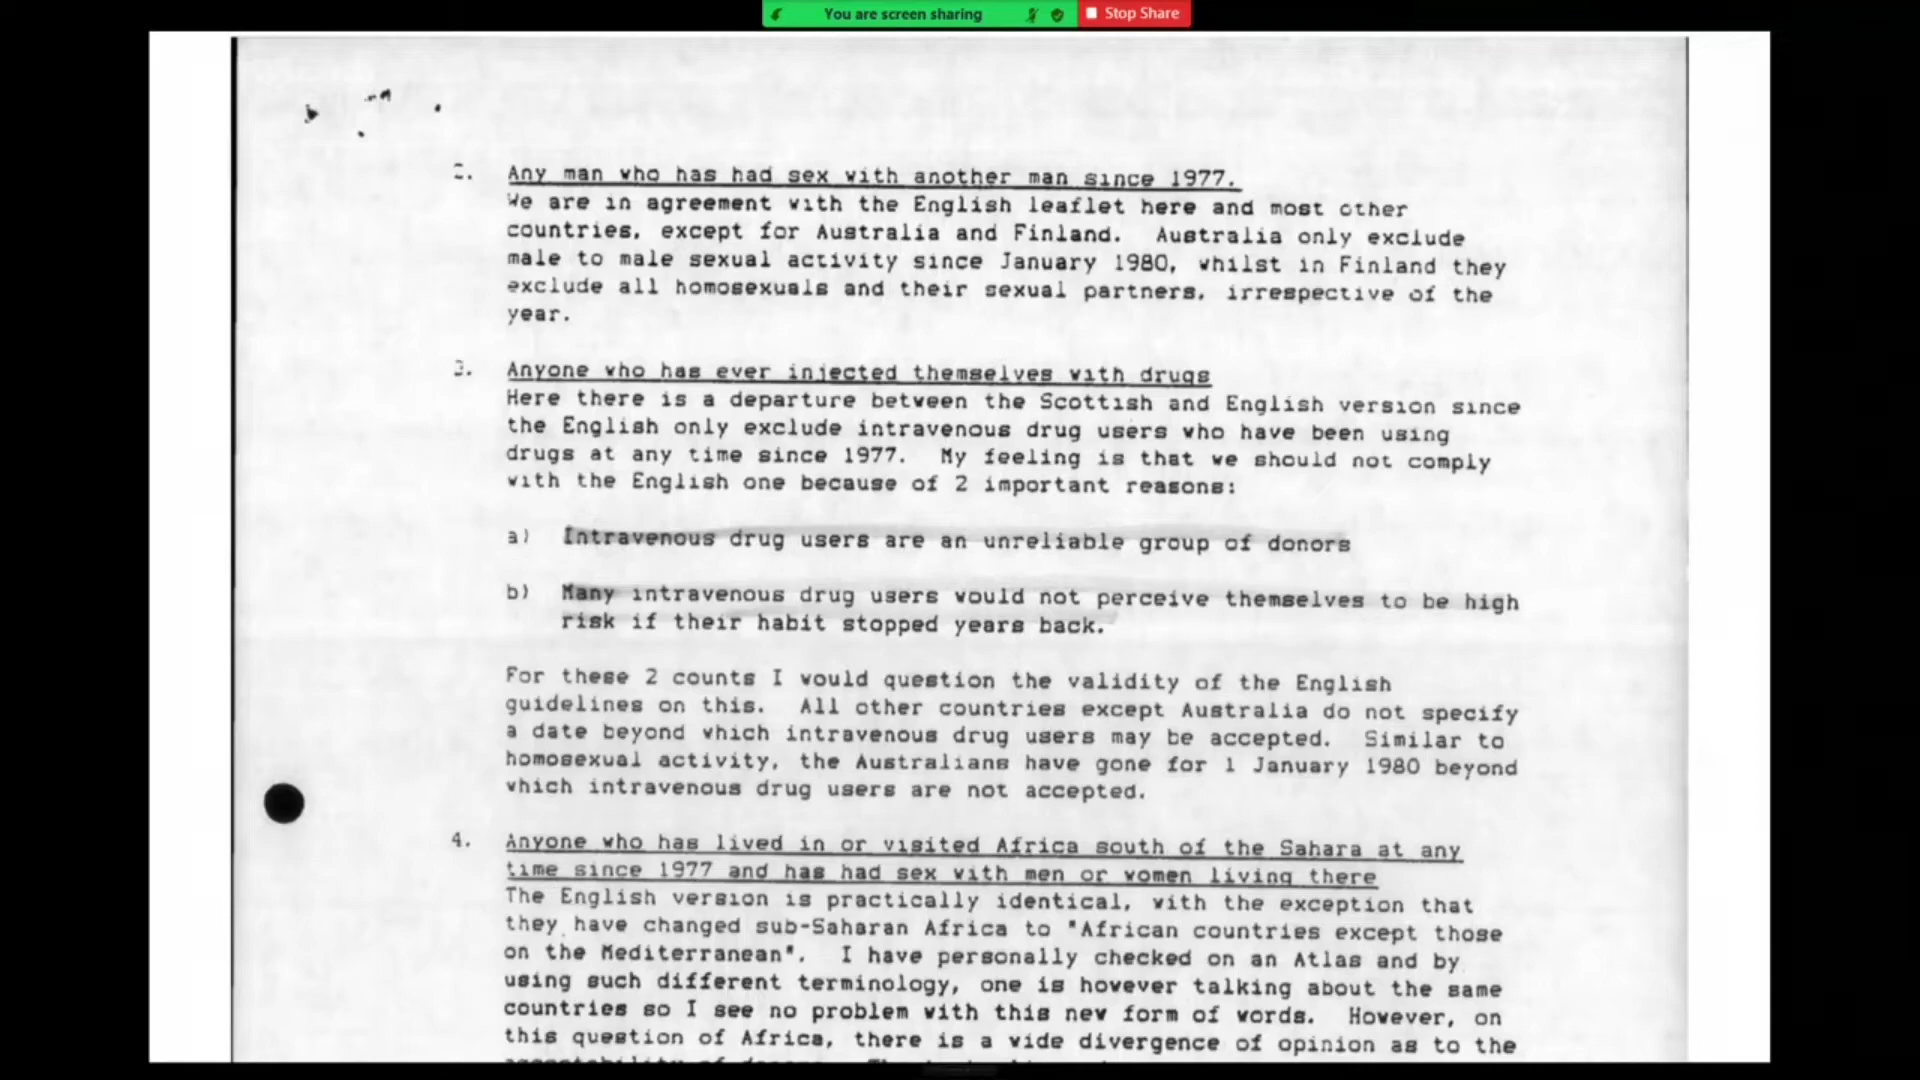 You are screen sharing
Stop Share
2. Any man who has had sex with another man since 1977.
We are in agreement with the English leaflet here and most other
countries, except for Australia and Finland. Australia only exclude
male to male sexual activity since January 1980, whilst in Finland they
exclude all homosexuals and their sexual partners, irrespective of the
year.
3. Anyone who has ever injected themselves with drugs
Here there is a departure between the Scottish and English version since
the English only exclude intravenous drug users who have been using
drugs at any time since 1977. My feeling is that we should not comply
with the English one because of 2 important reasons:
a) Intravenous drug users are an unreliable group of donors
b) Many intravenous drug users would not perceive themselves to be high
risk if their habit stopped years back.
For these 2 counts I would question the validity of the English
guidelines on this. All other countries except Australia do not specify
a date beyond which intravenous drug users may be accepted. Similar to
homosexual activity, the Australians have gone for 1 January 1980 beyond
which intravenous drug users are not accepted.
4. Anyone who has lived in or visited Africa south of the Sahara at any
time since 1977 and has had sex with men or women living there
The English version is practically identical, with the exception that
they have changed sub-Saharan Africa to "African countries except those
on the Mediterranean". I have personally checked on an Atlas and by
using such different terminology, one is however talking about the same
countries so I see no problem with this new form of words. However, on
this question of Africa, there is a wide divergence of opinion as to the